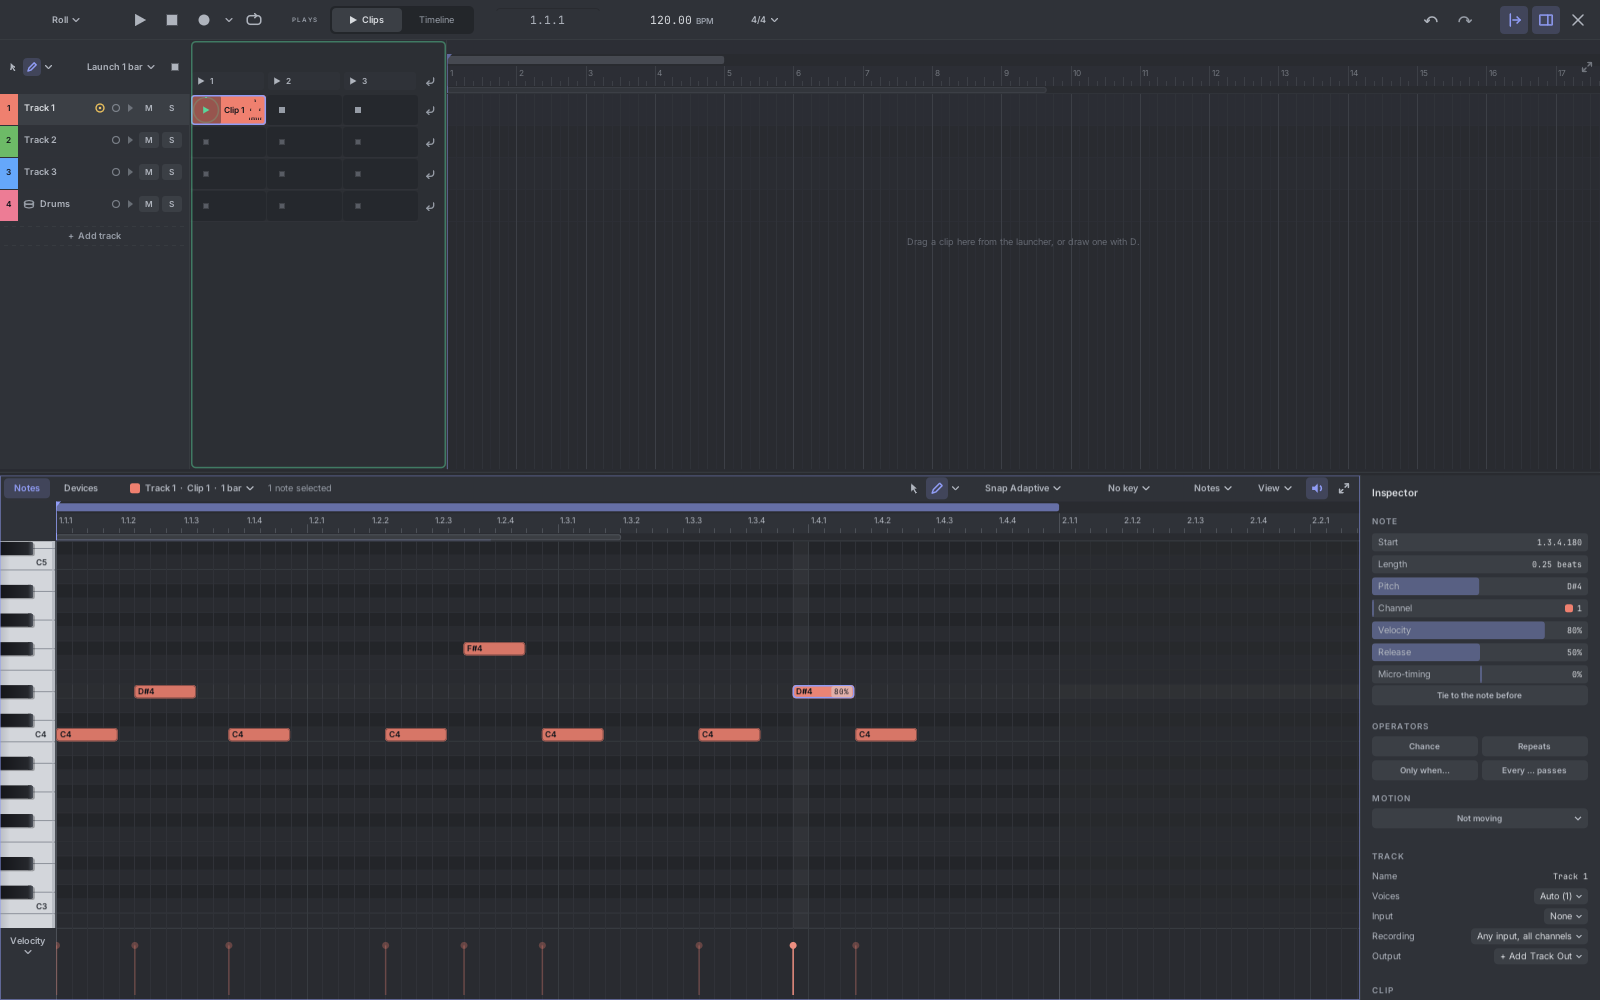 Roll
PLAYS
Clips
Timeline
1.1.1
120.00 BPM
4/4
Launch 1 bar
1 2 3
1 2 3 4 5 6 7 8 9 10 11 12 13 14 15 16 17
1 Track 1 M S
Clip 1
2 Track 2 M S
3 Track 3 M S
4 Drums M S
+ Add track
Drag a clip here from the launcher, or draw one with D.
Notes
Devices
Track 1 · Clip 1 · 1 bar
1 note selected
Snap Adaptive
No key
Notes
View
1.1.1 1.1.2 1.1.3 1.1.4 1.2.1 1.2.2 1.2.3 1.2.4 1.3.1 1.3.2 1.3.3 1.3.4 1.4.1 1.4.2 1.4.3 1.4.4 2.1.1 2.1.2 2.1.3 2.1.4 2.2.1
C5
F#4
D#4
D#4 80%
C4
C4 C4 C4 C4 C4 C4
C3
Velocity
Inspector
NOTE
Start 1.3.4.180
Length 0.25 beats
Pitch D#4
Channel 1
Velocity 80%
Release 50%
Micro-timing 0%
Tie to the note before
OPERATORS
Chance Repeats
Only when... Every ... passes
MOTION
Not moving
TRACK
Name Track 1
Voices Auto (1)
Input None
Recording Any input, all channels
Output + Add Track Out
CLIP